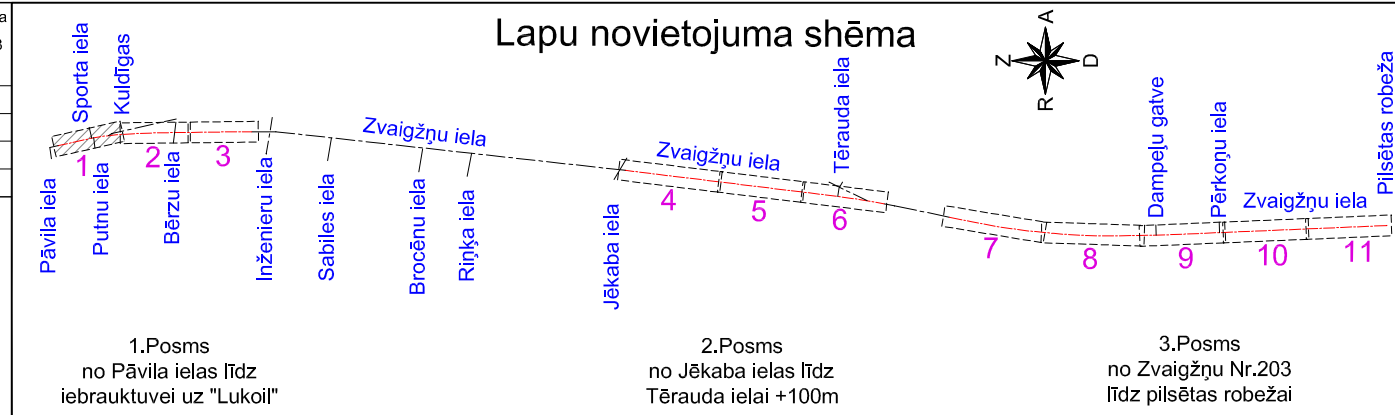 Lapu novietojuma shēma
A
Z
D
R
Sporta iela
Kuldīgas
Zvaigžņu iela
Zvaigžņu iela
Tērauda iela
Dampeļu gatve
Pērkoņu iela
Zvaigžņu iela
Pilsētas robeža
1
2
3
4
5
6
7
8
9
10
11
Pāvila iela
Putnu iela
Bērzu iela
Inženieru iela
Sabiles iela
Brocēnu iela
Riņķa iela
Jēkaba iela
1.Posms
no Pāvila ielas līdz
iebrauktuvei uz "Lukoil"
2.Posms
no Jēkaba ielas līdz
Tērauda ielai +100m
3.Posms
no Zvaigžņu Nr.203
līdz pilsētas robežai